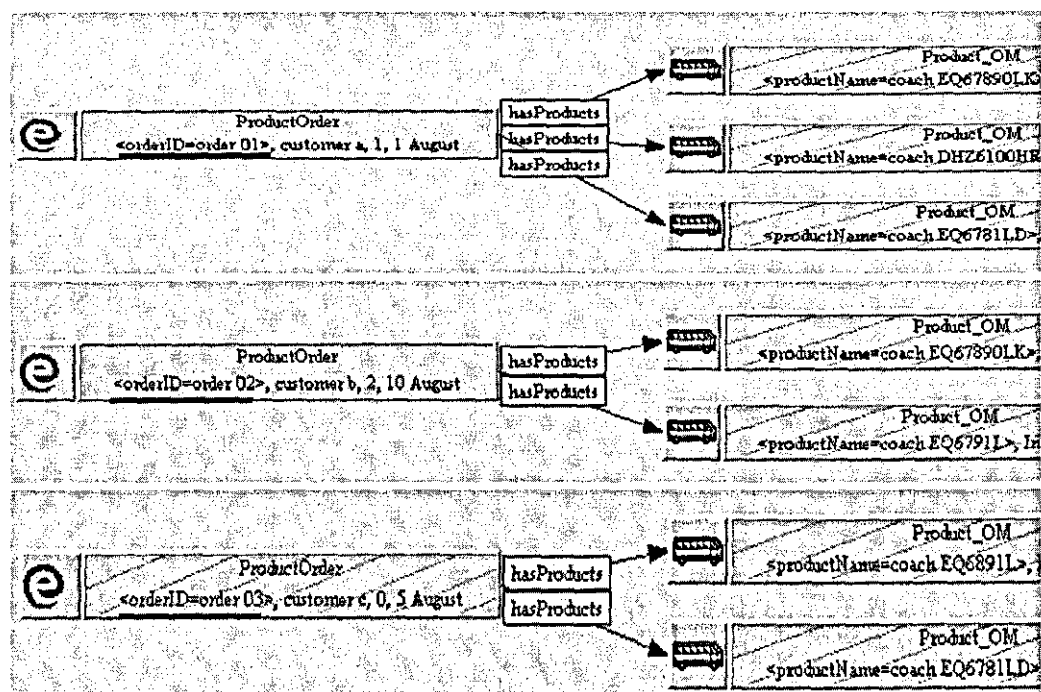 Product_OM
<productName=coach EQ67890LK>
ProductOrder
<orderID=order 01>, customer a, 1, 1 August
hasProducts
hasProducts
hasProducts
Product_OM
<productName=coach DHZ6100HR
Product_OM
<productName=coach EQ6781LD>,
Product_OM
<productName=coach EQ67890LK>,
ProductOrder
<orderID=order 02>, customer b, 2, 10 August
hasProducts
hasProducts
Product_OM
<productName=coach EQ6791L>, In
Product_OM
<productName=coach EQ6891L>,
ProductOrder
<orderID=order 03>, customer c, 0, 5 August
hasProducts
hasProducts
Product_OM
<productName=coach EQ6781LD>